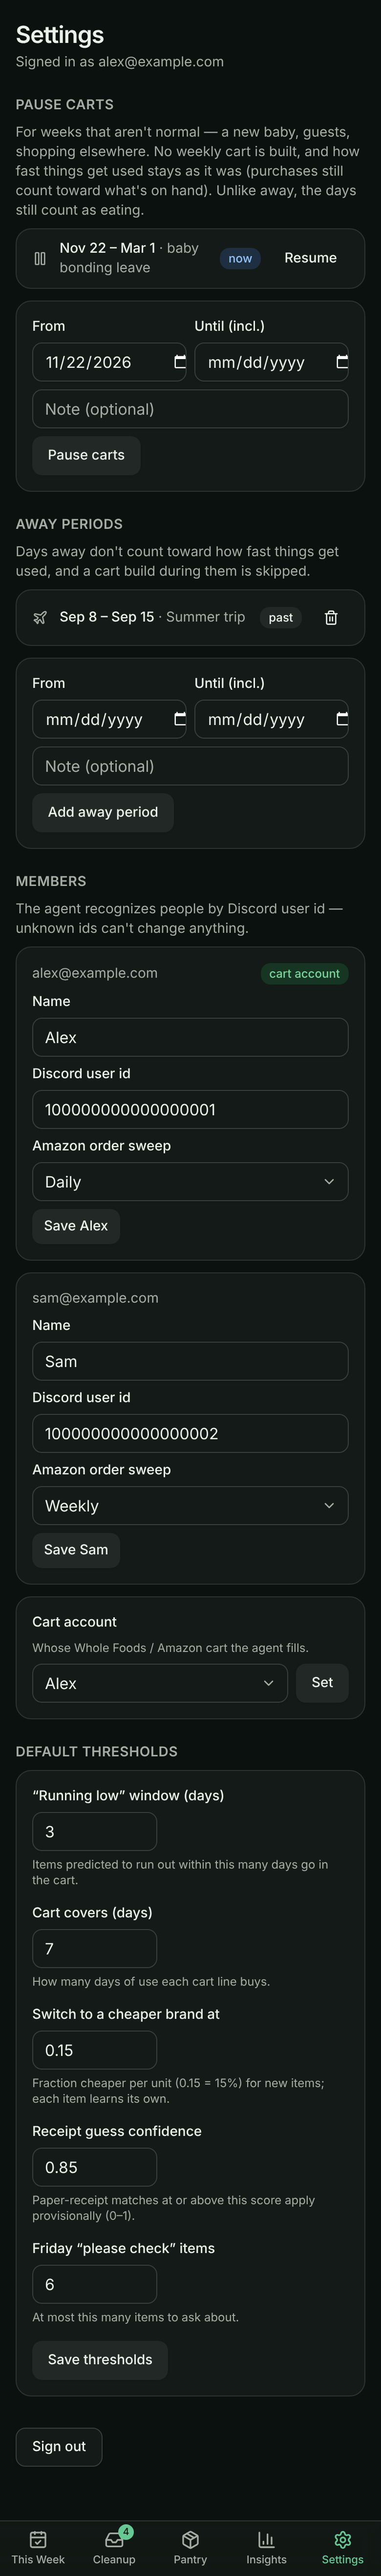 Settings
Signed in as alex@example.com
PAUSE CARTS
For weeks that aren't normal — a new baby, guests,
shopping elsewhere. No weekly cart is built, and how
fast things get used stays as it was (purchases still
count toward what's on hand). Unlike away, the days
still count as eating.
Nov 22 – Mar 1 · baby
bonding leave
now
Resume
From
Until (incl.)
11/22/2026
mm/dd/yyyy
Note (optional)
Pause carts
AWAY PERIODS
Days away don't count toward how fast things get
used, and a cart build during them is skipped.
Sep 8 – Sep 15 · Summer trip
past
From
Until (incl.)
mm/dd/yyyy
mm/dd/yyyy
Note (optional)
Add away period
MEMBERS
The agent recognizes people by Discord user id —
unknown ids can't change anything.
alex@example.com
cart account
Name
Alex
Discord user id
100000000000000001
Amazon order sweep
Daily
Save Alex
sam@example.com
Name
Sam
Discord user id
100000000000000002
Amazon order sweep
Weekly
Save Sam
Cart account
Whose Whole Foods / Amazon cart the agent fills.
Alex
Set
DEFAULT THRESHOLDS
“Running low” window (days)
3
Items predicted to run out within this many days go in
the cart.
Cart covers (days)
7
How many days of use each cart line buys.
Switch to a cheaper brand at
0.15
Fraction cheaper per unit (0.15 = 15%) for new items;
each item learns its own.
Receipt guess confidence
0.85
Paper-receipt matches at or above this score apply
provisionally (0–1).
Friday “please check” items
6
At most this many items to ask about.
Save thresholds
Sign out
4
This Week
Cleanup
Pantry
Insights
Settings